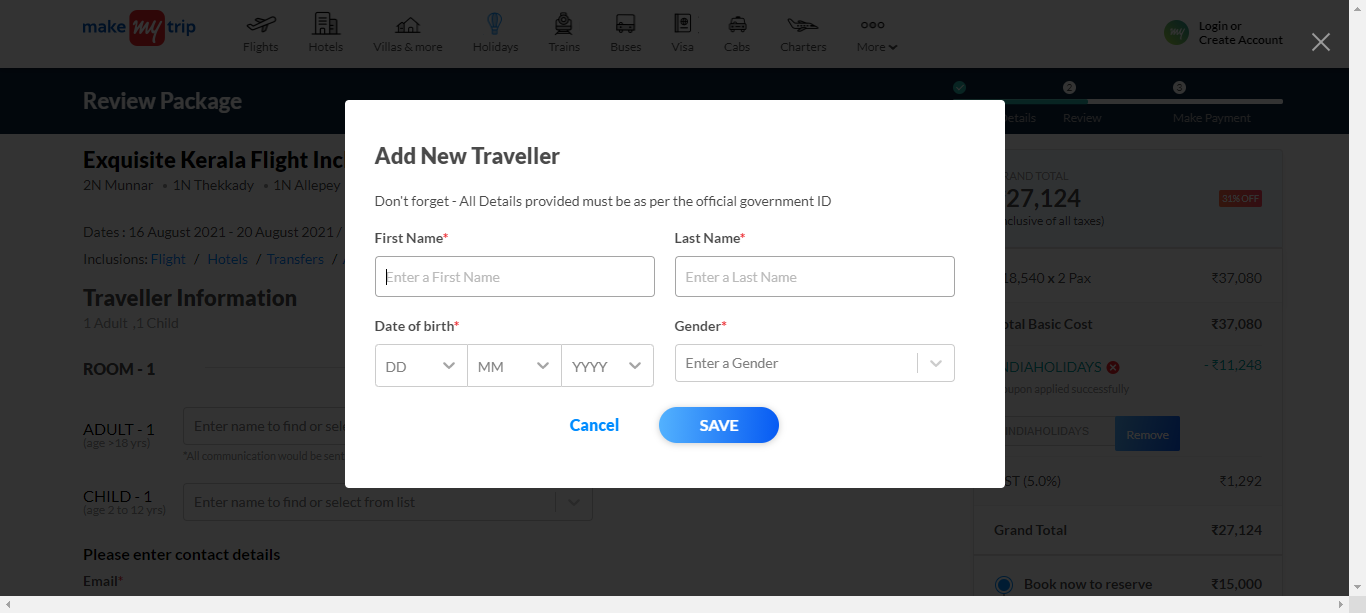 make my trip
Flights
Hotels
Villas & more
Holidays
Trains
Buses
Visa
Cabs
Charters
More
my
Login or
Create Account
Review Package
2
3
etails
Review
Make Payment
Exquisite Kerala Flight Inc
2N Munnar • 1N Thekkady • 1N Allepey
Dates : 16 August 2021 - 20 August 2021 /
Inclusions: Flight / Hotels / Transfers /
Traveller Information
1 Adult ,1 Child
ROOM - 1
ADULT - 1
(age >18 yrs)
Enter name to find or sele
*All communication would be sent
CHILD - 1
(age 2 to 12 yrs)
Enter name to find or select from list
Please enter contact details
Email*
Add New Traveller
Don't forget - All Details provided must be as per the official government ID
First Name*
Last Name*
Enter a First Name
Enter a Last Name
Date of birth*
Gender*
DD
MM
YYYY
Enter a Gender
Cancel
SAVE
RAND TOTAL
27,124
31% OFF
nclusive of all taxes)
18,540 x 2 Pax
₹37,080
otal Basic Cost
₹37,080
NDIAHOLIDAYS
- ₹11,248
upon applied successfully
INDIAHOLIDAYS
Remove
ST (5.0%)
₹1,292
Grand Total
₹27,124
Book now to reserve
₹15,000